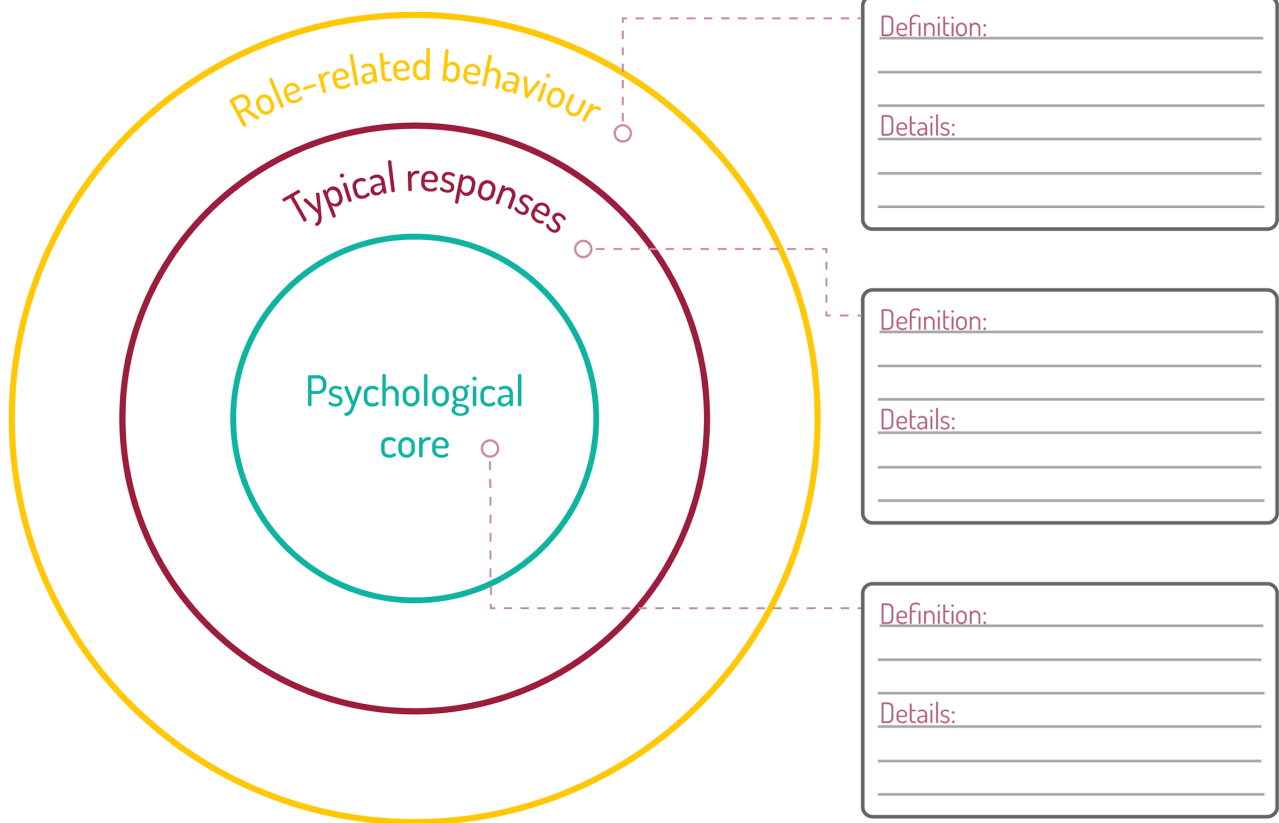 Role-related behaviour
Typical responses
Psychological
core
Definition:
Details:
Definition:
Details:
Definition:
Details: